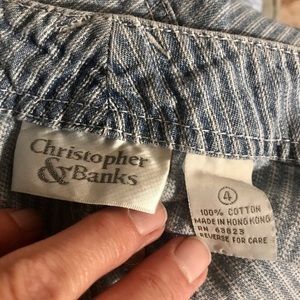 Christopher
& Banks
4
100% COTTON
MADE IN HONG KONG
RN 63823
REVERSE FOR CARE